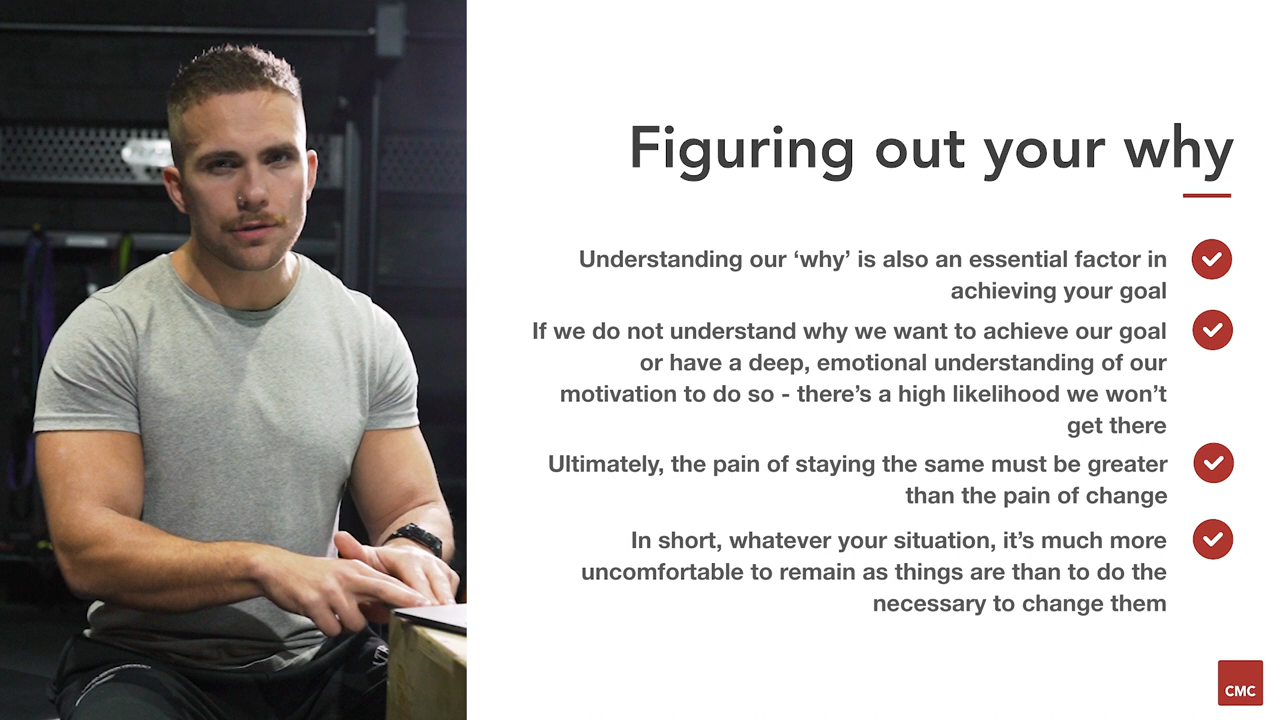 Figuring out your why
Understanding our ‘why’ is also an essential factor in
achieving your goal
If we do not understand why we want to achieve our goal
or have a deep, emotional understanding of our
motivation to do so - there’s a high likelihood we won’t
get there
Ultimately, the pain of staying the same must be greater
than the pain of change
In short, whatever your situation, it’s much more
uncomfortable to remain as things are than to do the
necessary to change them
CMC